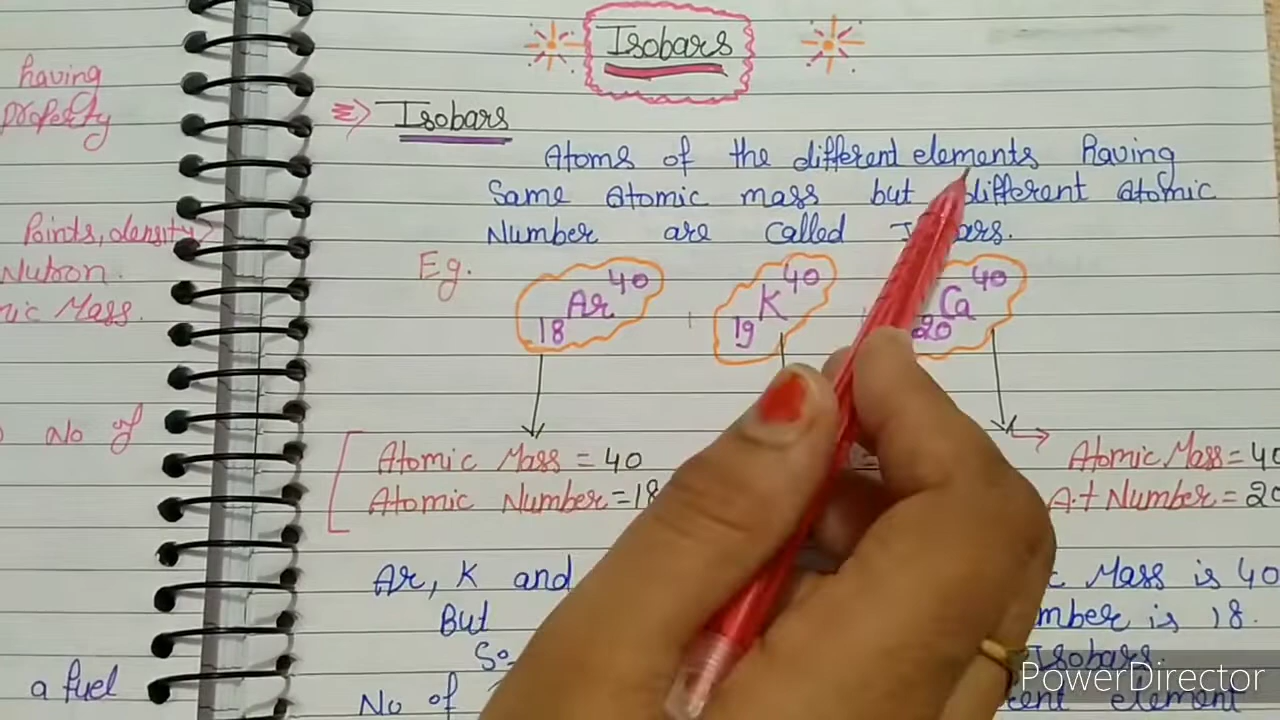 Isobars
having
property
Isobars
Atoms of the different elements Having
Same Atomic mass but different Atomic
Number are called
Points, density
Nutron.
Mass.
Eg.
18 Ar 40 , 19 K 40 , 20 Ca 40
No of
Atomic Mass = 40
Atomic Number = 18
Atomic Mass = 40
A.t Number = 20
Ar, K and
Mass is 40
But
is 18.
So
Isobars.
a fuel
No of
element
PowerDirector